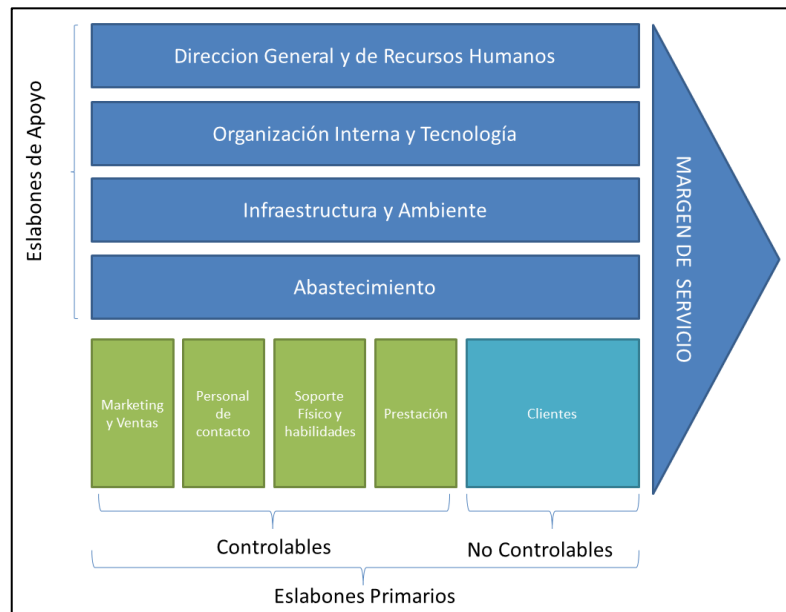 Eslabones de Apoyo
Direccion General y de Recursos Humanos
Organización Interna y Tecnología
Infraestructura y Ambiente
Abastecimiento
MARGEN DE SERVICIO
Marketing
y Ventas
Personal
de
contacto
Soporte
Físico y
habilidades
Prestación
Clientes
Controlables
No Controlables
Eslabones Primarios